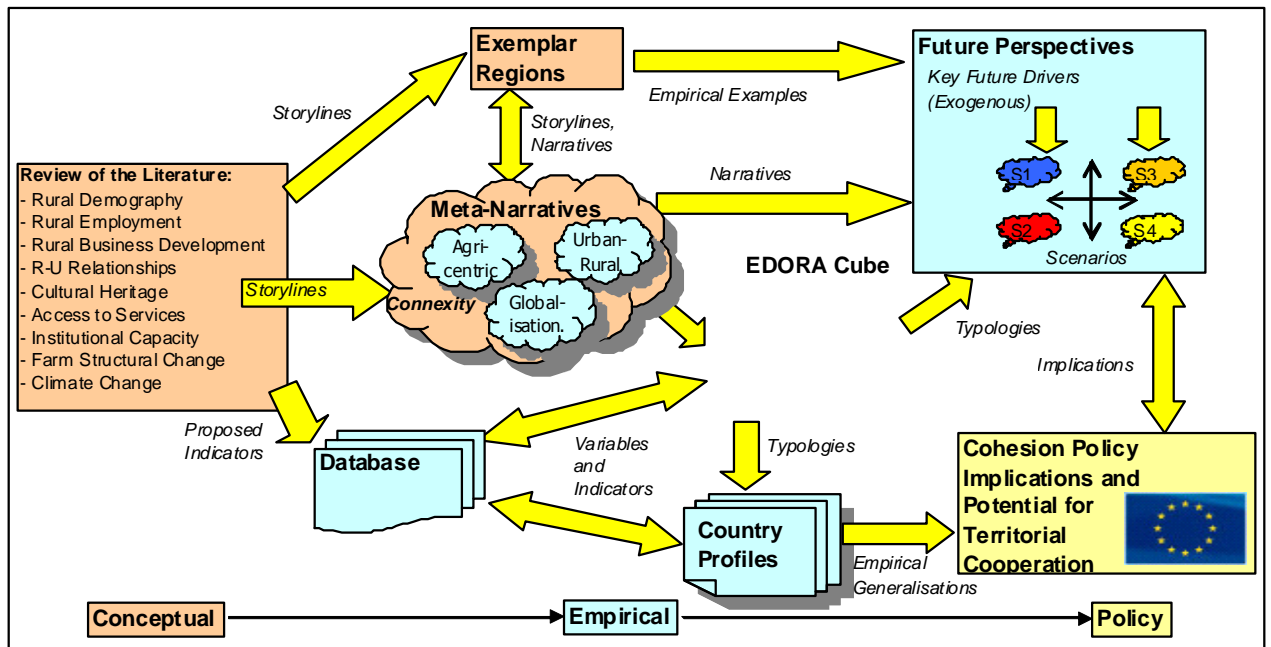 Exemplar
Regions
Future Perspectives
Key Future Drivers
(Exogenous)
S1
S3
S2
S4
Scenarios
Storylines
Empirical Examples
Storylines,
Narratives
Review of the Literature:
- Rural Demography
- Rural Employment
- Rural Business Development
- R-U Relationships
- Cultural Heritage
- Access to Services
- Institutional Capacity
- Farm Structural Change
- Climate Change
Storylines
Meta-Narratives
Agri-
centric
Urban-
Rural
Connexity
Global-
isation.
Narratives
EDORA Cube
Typologies
Implications
Proposed
Indicators
Database
Variables
and
Indicators
Typologies
Country
Profiles
Empirical
Generalisations
Cohesion Policy
Implications and
Potential for
Territorial
Cooperation
Conceptual
Empirical
Policy